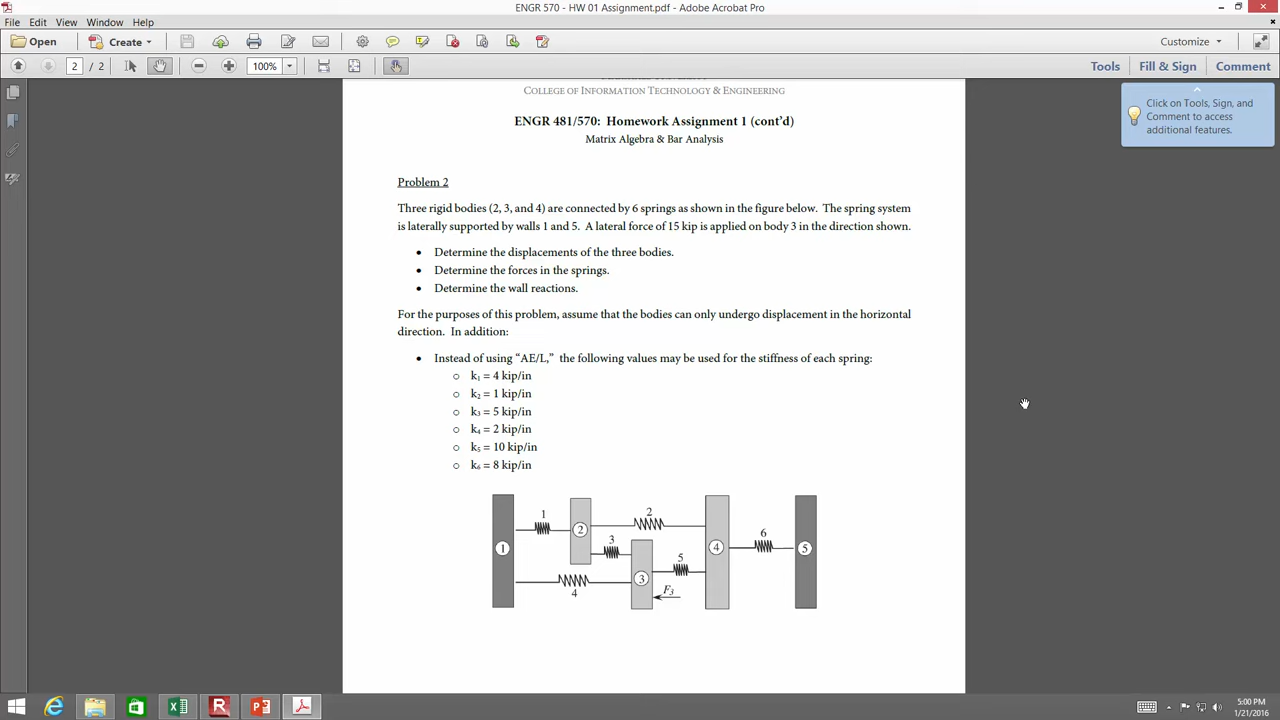 ENGR 570 - HW 01 Assignment.pdf - Adobe Acrobat Pro
File Edit View Window Help
Open Create Customize
2 / 2 100% Tools Fill & Sign Comment
Click on Tools, Sign, and
Comment to access
additional features.
COLLEGE OF INFORMATION TECHNOLOGY & ENGINEERING
ENGR 481/570: Homework Assignment 1 (cont'd)
Matrix Algebra & Bar Analysis
Problem 2
Three rigid bodies (2, 3, and 4) are connected by 6 springs as shown in the figure below. The spring system
is laterally supported by walls 1 and 5. A lateral force of 15 kip is applied on body 3 in the direction shown.
• Determine the displacements of the three bodies.
• Determine the forces in the springs.
• Determine the wall reactions.
For the purposes of this problem, assume that the bodies can only undergo displacement in the horizontal
direction. In addition:
• Instead of using "AE/L," the following values may be used for the stiffness of each spring:
o k₁ = 4 kip/in
o k₂ = 1 kip/in
o k₃ = 5 kip/in
o k₄ = 2 kip/in
o k₅ = 10 kip/in
o k₆ = 8 kip/in
1 2
2
3 6
5
1 4 5
3
4 F₃
5:00 PM
1/21/2016